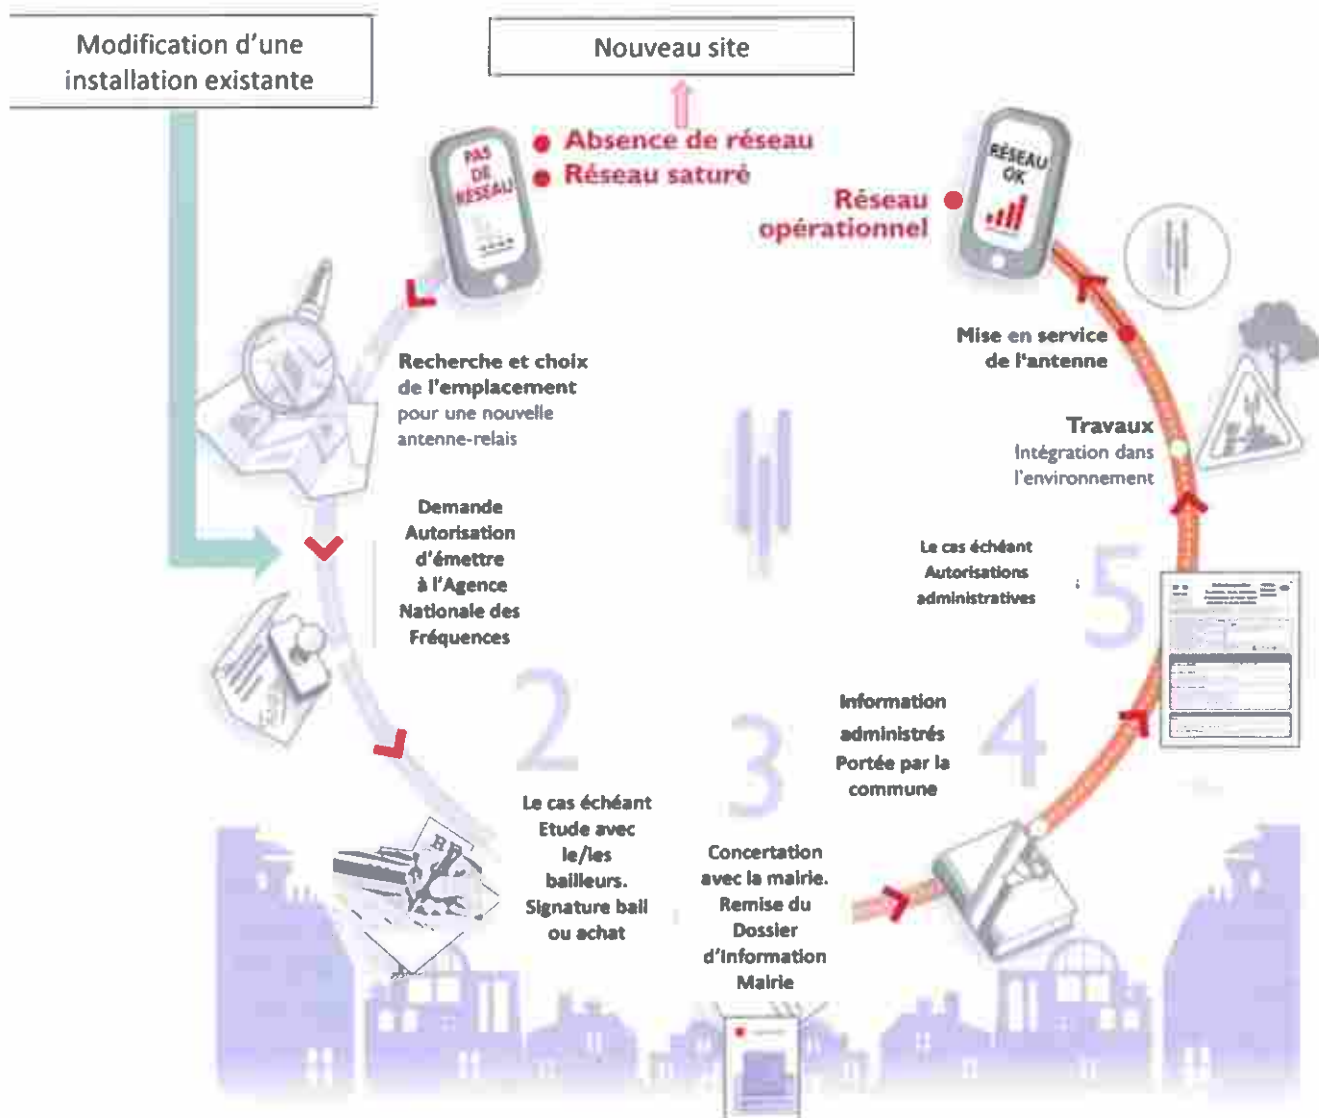 Modification d'une
installation existante
Nouveau site
PAS
DE
RESEAU
Absence de réseau
Réseau saturé
RÉSEAU
OK
Réseau
opérationnel
Recherche et choix
de l'emplacement
pour une nouvelle
antenne-relais
Mise en service
de l'antenne
Travaux
Intégration dans
l'environnement
Demande
Autorisation
d'émettre
à l'Agence
Nationale des
Fréquences
Le cas échéant
Autorisations
administratives
5
2
Le cas échéant
Etude avec
le/les
bailleurs.
Signature bail
ou achat
3
Concertation
avec la mairie.
Remise du
Dossier
d'Information
Mairie
4
Information
administrés
Portée par la
commune